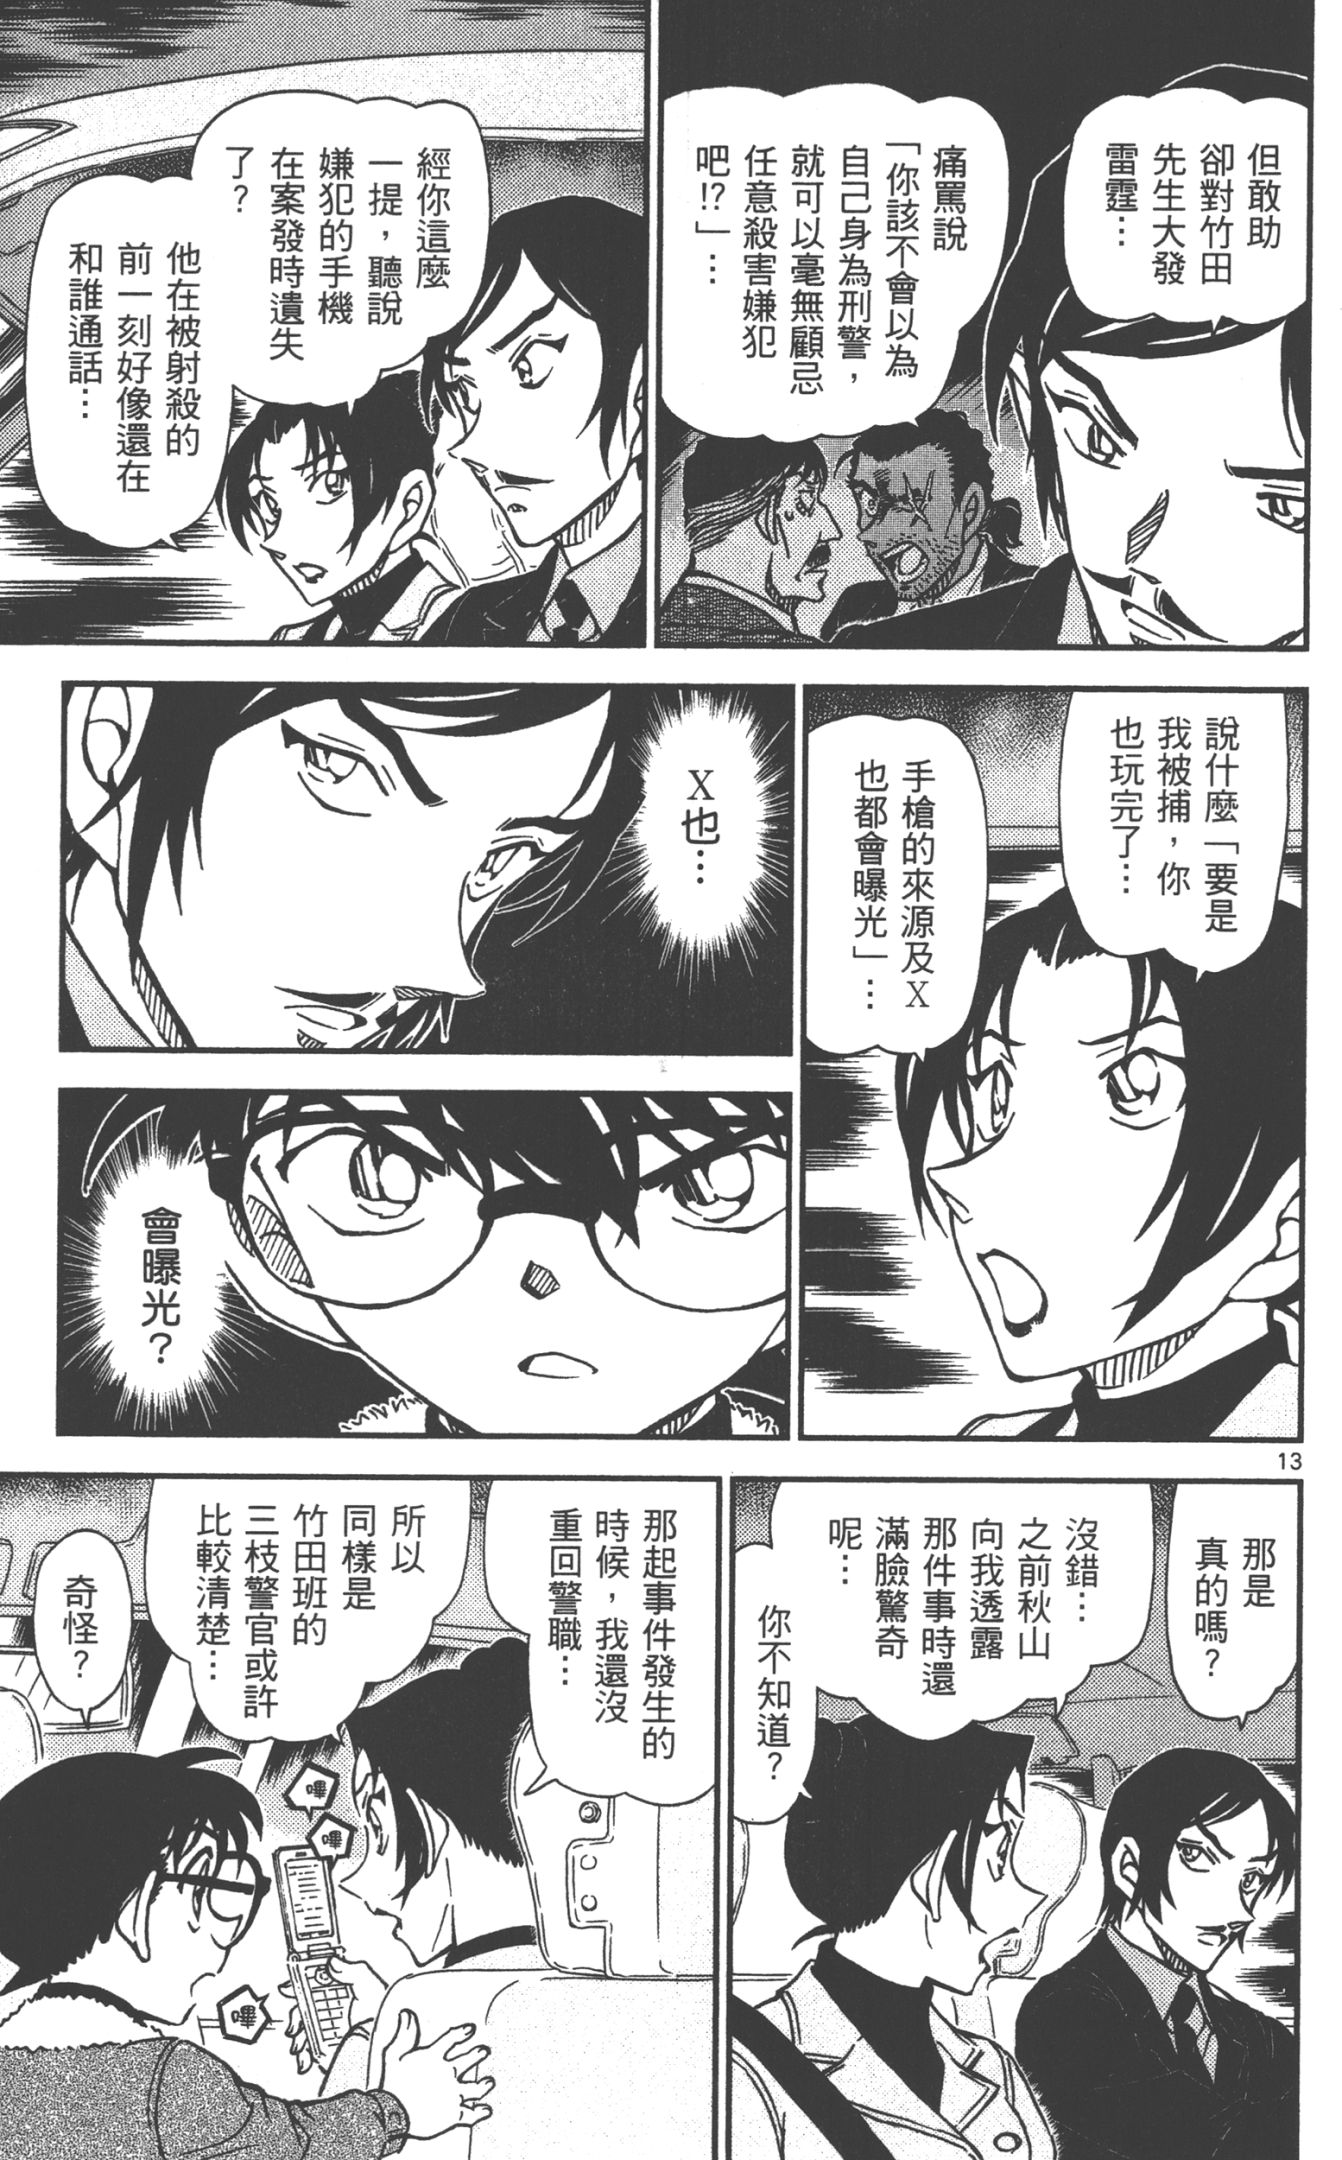 但敢助
卻對竹田
先生大發
雷霆…
痛罵說
「你該不會以為
自己身為刑警，
就可以毫無顧忌
任意殺害嫌犯
吧!?」…
經你這麼
一提，聽說
嫌犯的手機
在案發時遺失
了？
他在被射殺的
前一刻好像還在
和誰通話…
說什麼「要是
我被捕，你
也玩完了…
手槍的來源及X
也都會曝光」…
X也…
會曝光？
13
那是
真的嗎？
沒錯…
之前秋山
向我透露
那件事時還
滿臉驚奇
呢…
你不知道？
那起事件發生的
時候，我還沒
重回警職…
所以
同樣是
竹田班的
三枝警官或許
比較清楚…
嗶
嗶
嗶
奇怪？